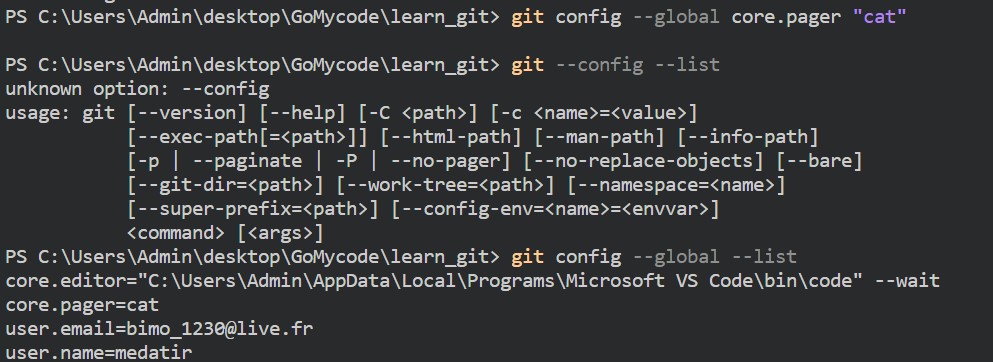 PS C:\Users\Admin\desktop\GoMycode\learn_git> git config --global core.pager "cat"
PS C:\Users\Admin\desktop\GoMycode\learn_git> git --config --list
unknown option: --config
usage: git [--version] [--help] [-C <path>] [-c <name>=<value>]
           [--exec-path[=<path>]] [--html-path] [--man-path] [--info-path]
           [-p | --paginate | -P | --no-pager] [--no-replace-objects] [--bare]
           [--git-dir=<path>] [--work-tree=<path>] [--namespace=<name>]
           [--super-prefix=<path>] [--config-env=<name>=<envvar>]
           <command> [<args>]
PS C:\Users\Admin\desktop\GoMycode\learn_git> git config --global --list
core.editor="C:\Users\Admin\AppData\Local\Programs\Microsoft VS Code\bin\code" --wait
core.pager=cat
user.email=bimo_1230@live.fr
user.name=medatir